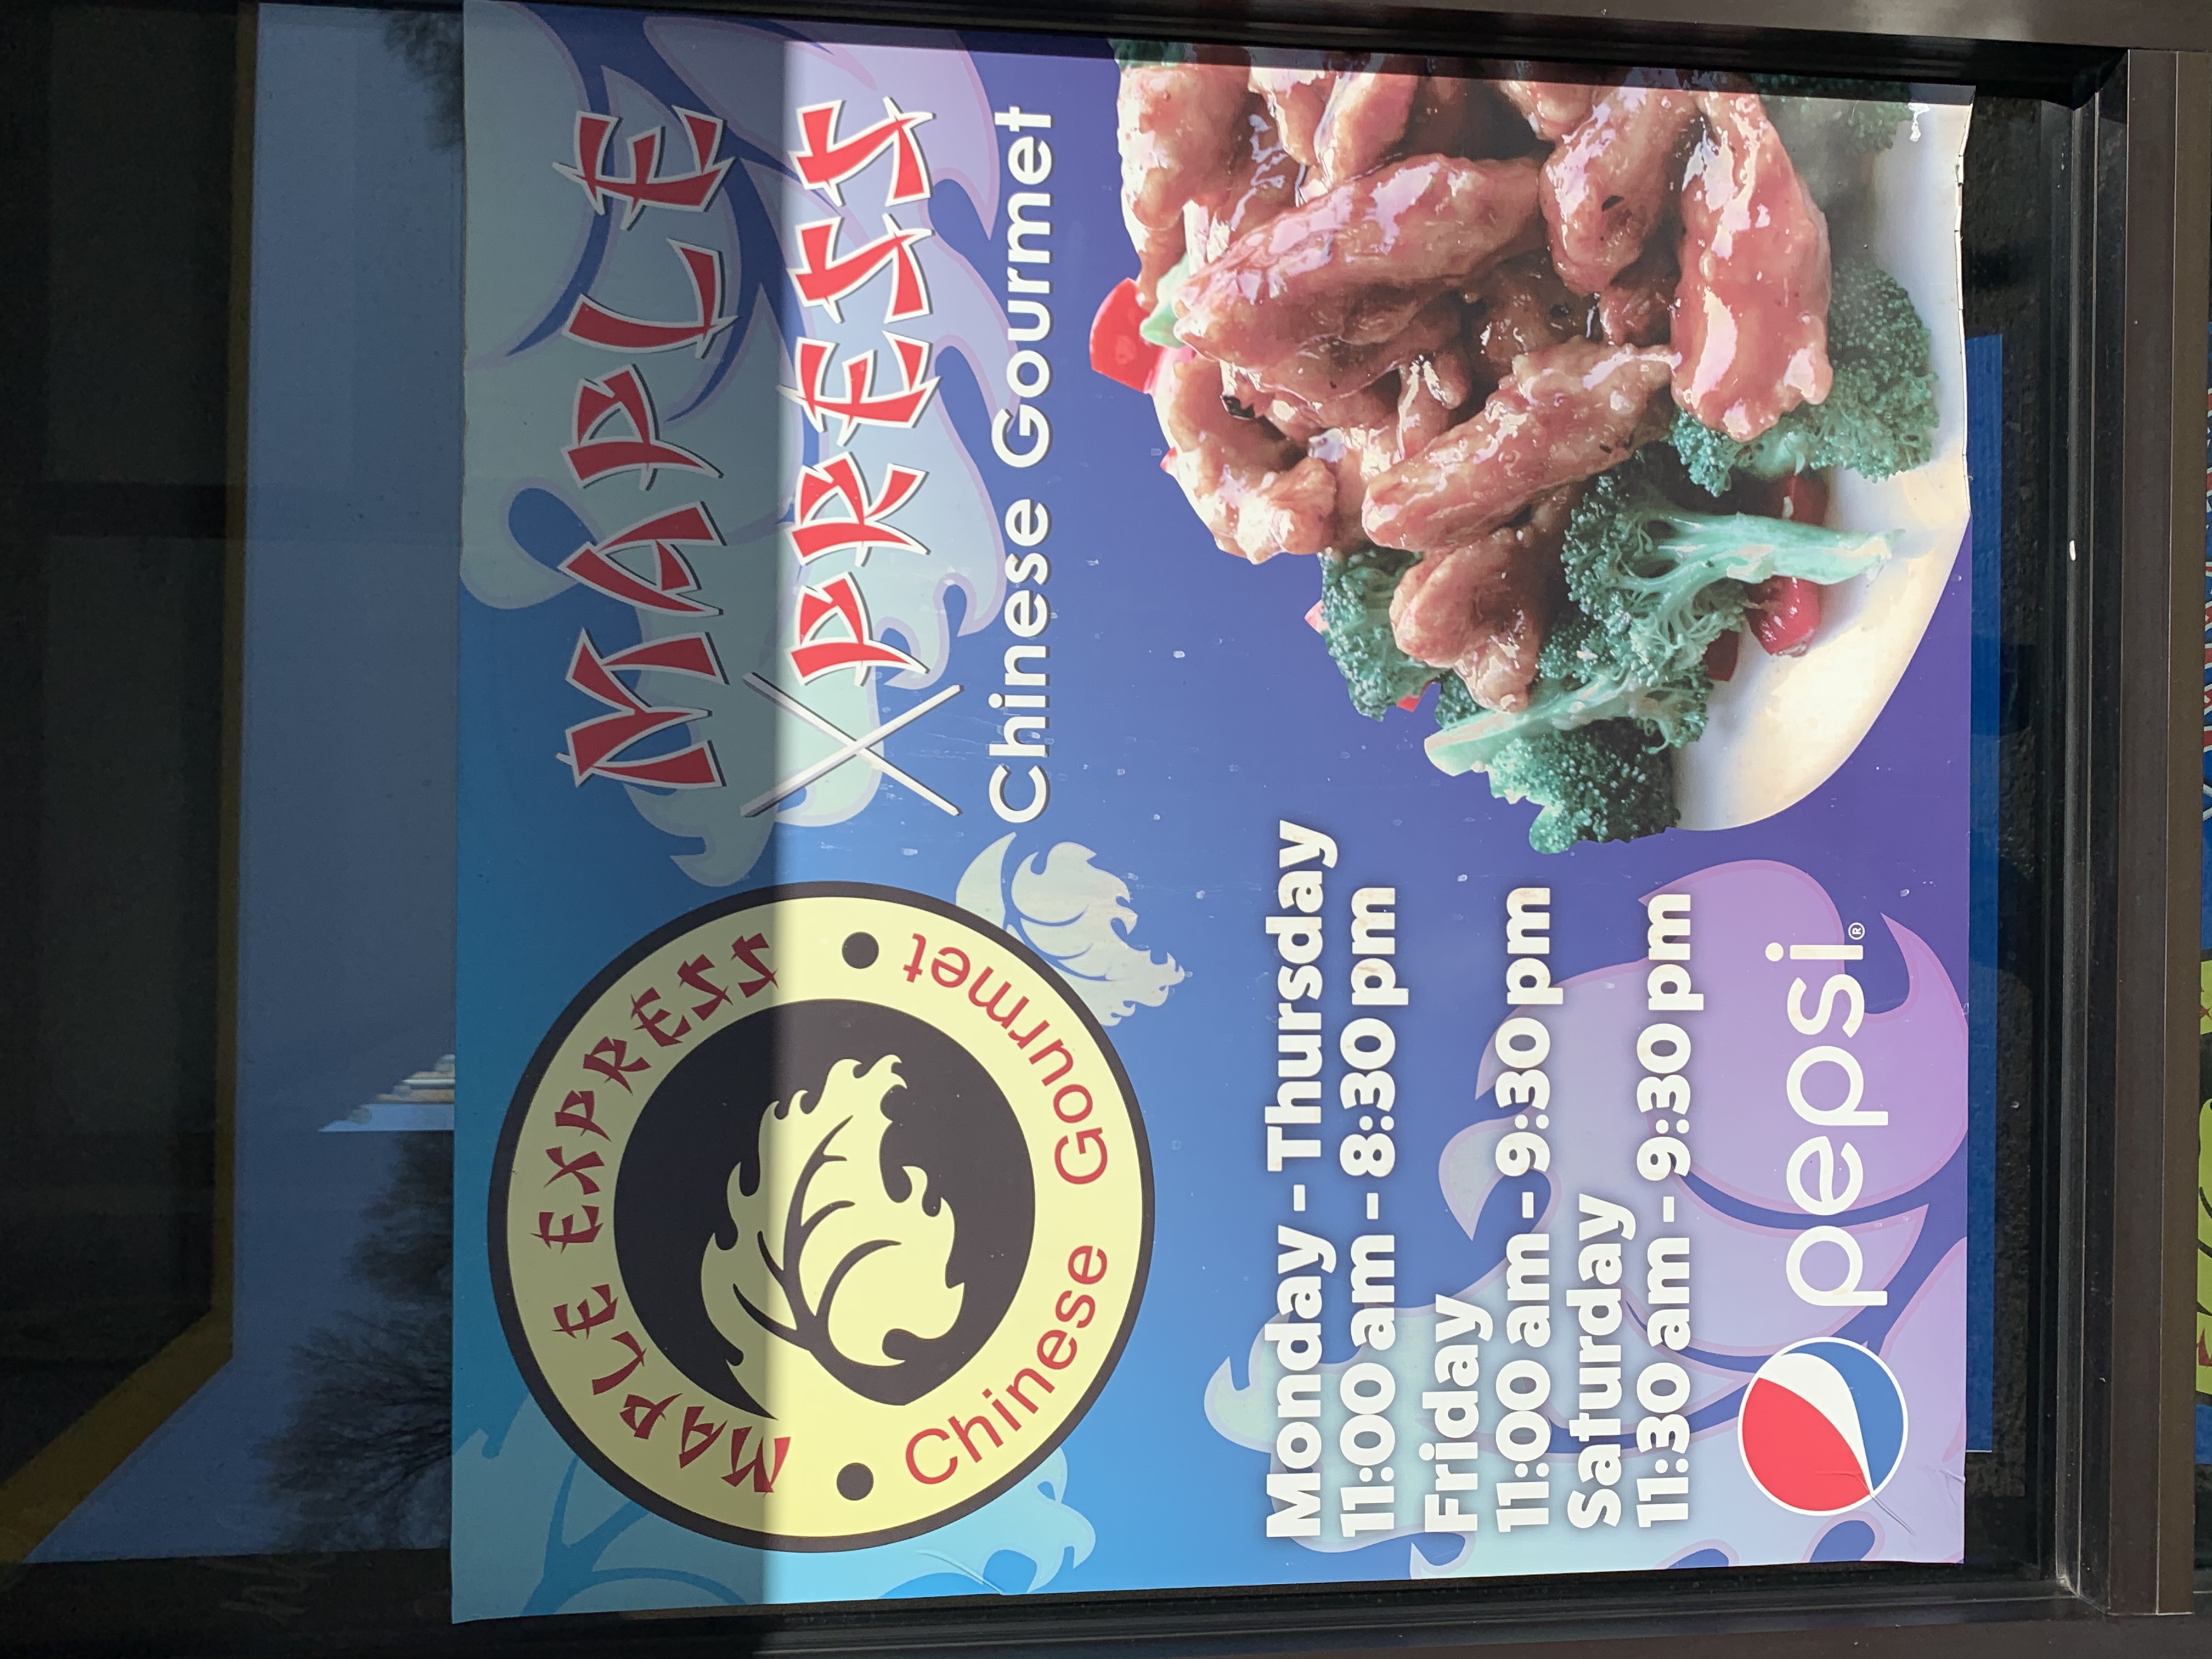 MAPLE EXPRESS
Chinese Gourmet
MAPLE
XPRESS
Chinese Gourmet
Monday - Thursday
11:00 am - 8:30 pm
Friday
11:00 am - 9:30 pm
Saturday
11:30 am - 9:30 pm
pepsi®